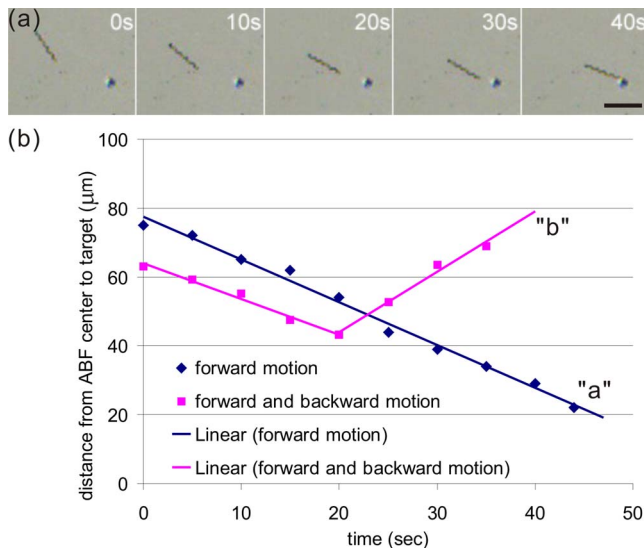 (a)
0s 10s 20s 30s 40s
(b)
distance from ABF center to target (μm)
100
80
60
40
20
0
"b"
"a"
forward motion
forward and backward motion
Linear (forward motion)
Linear (forward and backward motion)
0 10 20 30 40 50
time (sec)